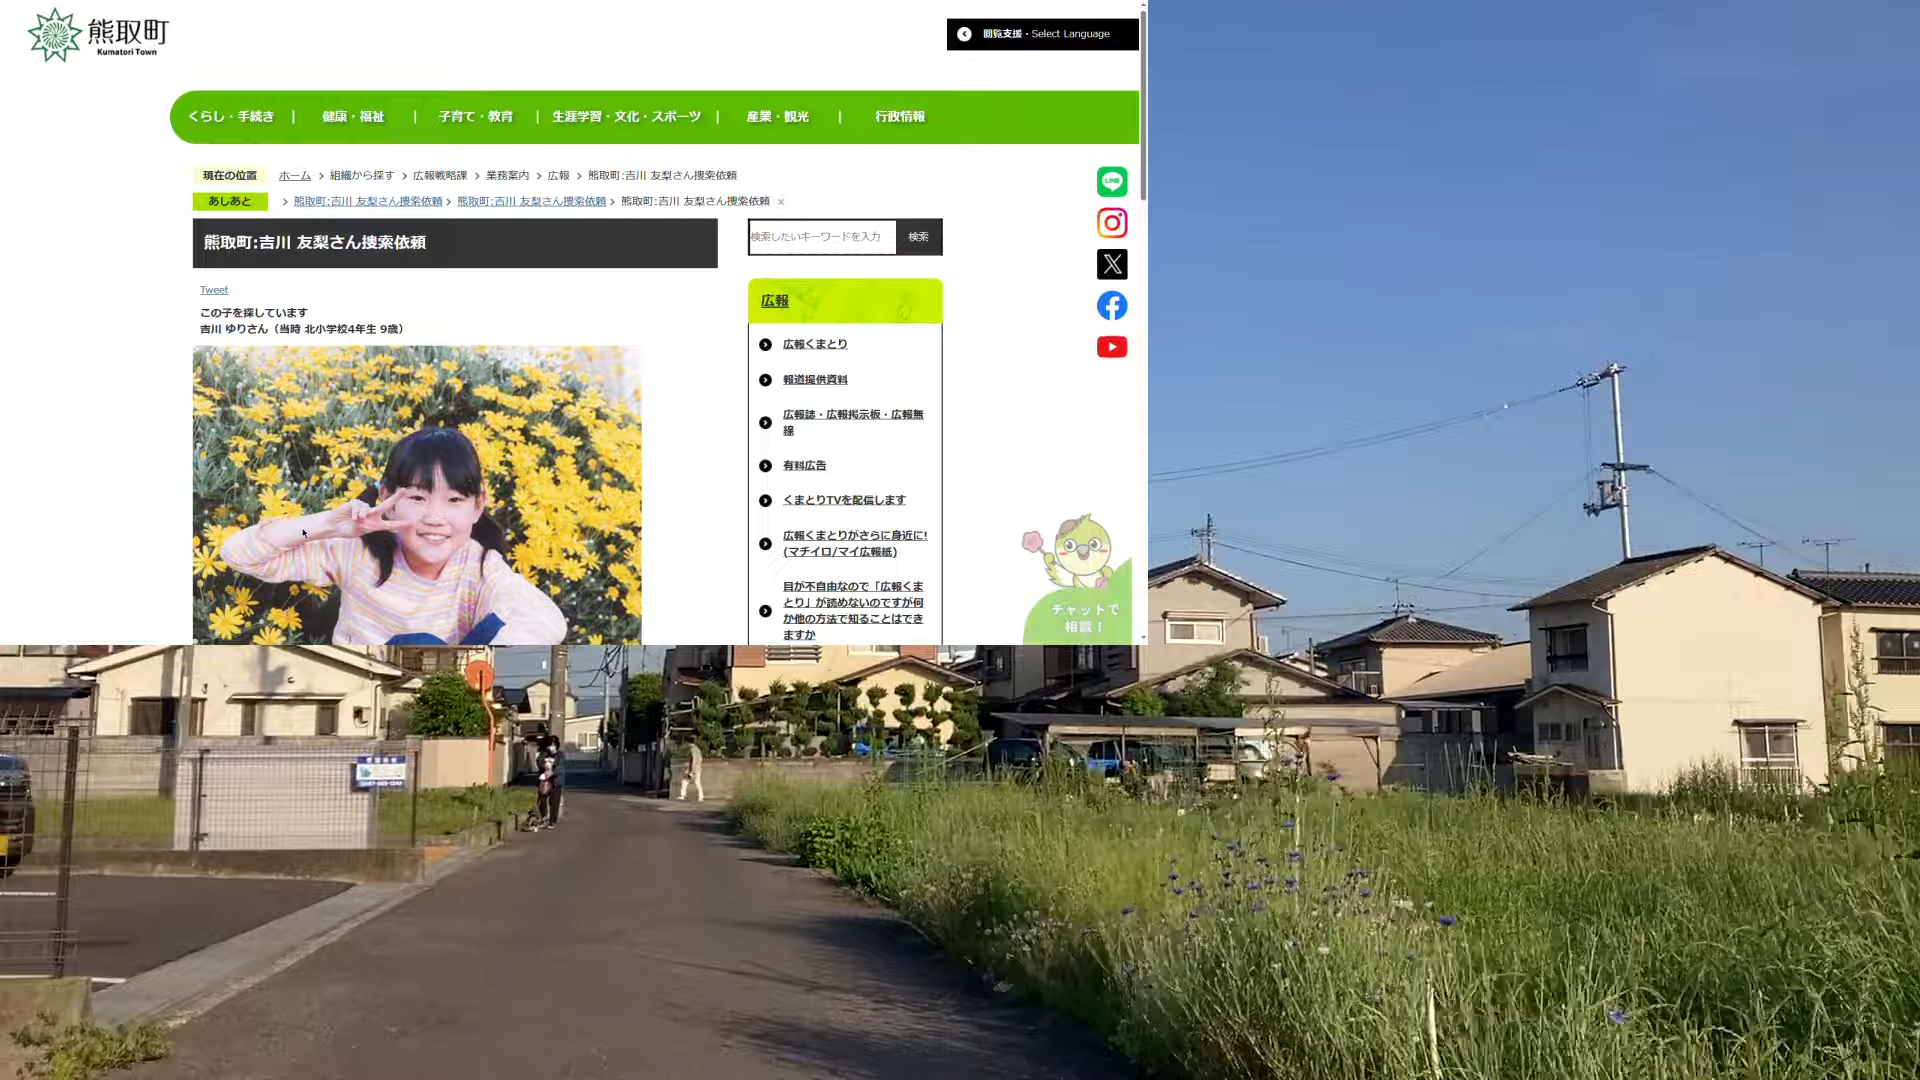 熊取町
Kumatori Town
閲覧支援・Select Language
くらし・手続き | 健康・福祉 | 子育て・教育 | 生涯学習・文化・スポーツ | 産業・観光 | 行政情報
現在の位置 ホーム › 組織から探す › 広報戦略課 › 業務案内 › 広報 › 熊取町:吉川 友梨さん捜索依頼
あしあと › 熊取町:吉川 友梨さん捜索依頼 › 熊取町:吉川 友梨さん捜索依頼 › 熊取町:吉川 友梨さん捜索依頼 ×
熊取町:吉川 友梨さん捜索依頼
検索したいキーワードを入力 検索
Tweet
この子を探しています
吉川 ゆりさん（当時 北小学校4年生 9歳）
広報
広報くまとり
報道提供資料
広報誌・広報掲示板・広報無
線
有料広告
くまとりTVを配信します
広報くまとりがさらに身近に!
(マチイロ/マイ広報紙)
目が不自由なので「広報くま
とり」が読めないのですが何
か他の方法で知ることはでき
ますか
LINE
チャットで
相談！